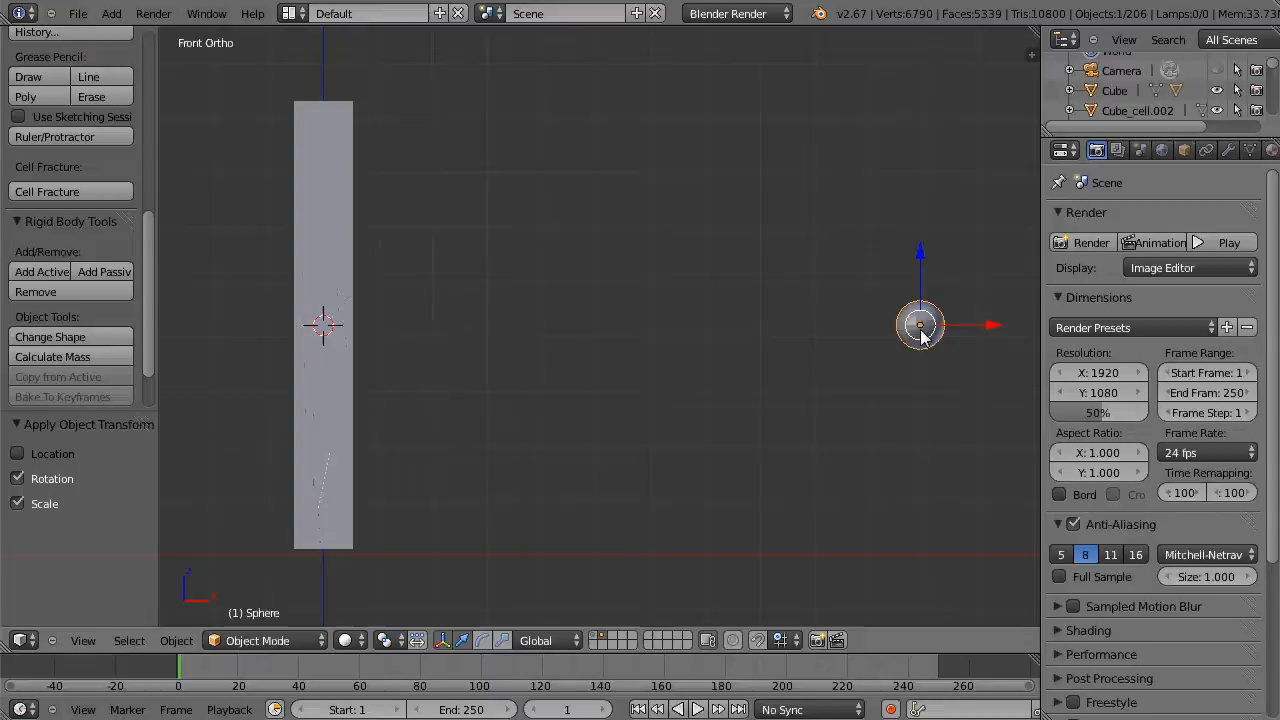 File Add Render Window Help Default Scene Blender Render v2.67 | Verts:6790 | Faces:5339 | Tris:10800 | Objects:1/206 | Lamps:0/0 | Mem:33.73
History...
Grease Pencil:
Draw Line
Poly Erase
Use Sketching Sessi
Ruler/Protractor
Cell Fracture:
Cell Fracture
Rigid Body Tools
Add/Remove:
Add Active Add Passiv
Remove
Object Tools:
Change Shape
Calculate Mass
Copy from Active
Bake To Keyframes
Apply Object Transform
Location
Rotation
Scale
Front Ortho
z
x
(1) Sphere
View Select Object Object Mode Global
View Search All Scenes
World
Camera
Cube
Cube_cell.002
Scene
Render
Render Animation Play
Display: Image Editor
Dimensions
Render Presets
Resolution: Frame Range:
X: 1920 Start Frame: 1
Y: 1080 End Fram: 250
50% Frame Step: 1
Aspect Ratio: Frame Rate:
X: 1.000 24 fps
Y: 1.000 Time Remapping:
Bord Cro : 100 : 100
Anti-Aliasing
5 8 11 16 Mitchell-Netrav
Full Sample Size: 1.000
Sampled Motion Blur
Shading
Performance
Post Processing
Freestyle
-40 -20 0 20 40 60 80 100 120 140 160 180 200 220 240 260
View Marker Frame Playback Start: 1 End: 250 1 No Sync